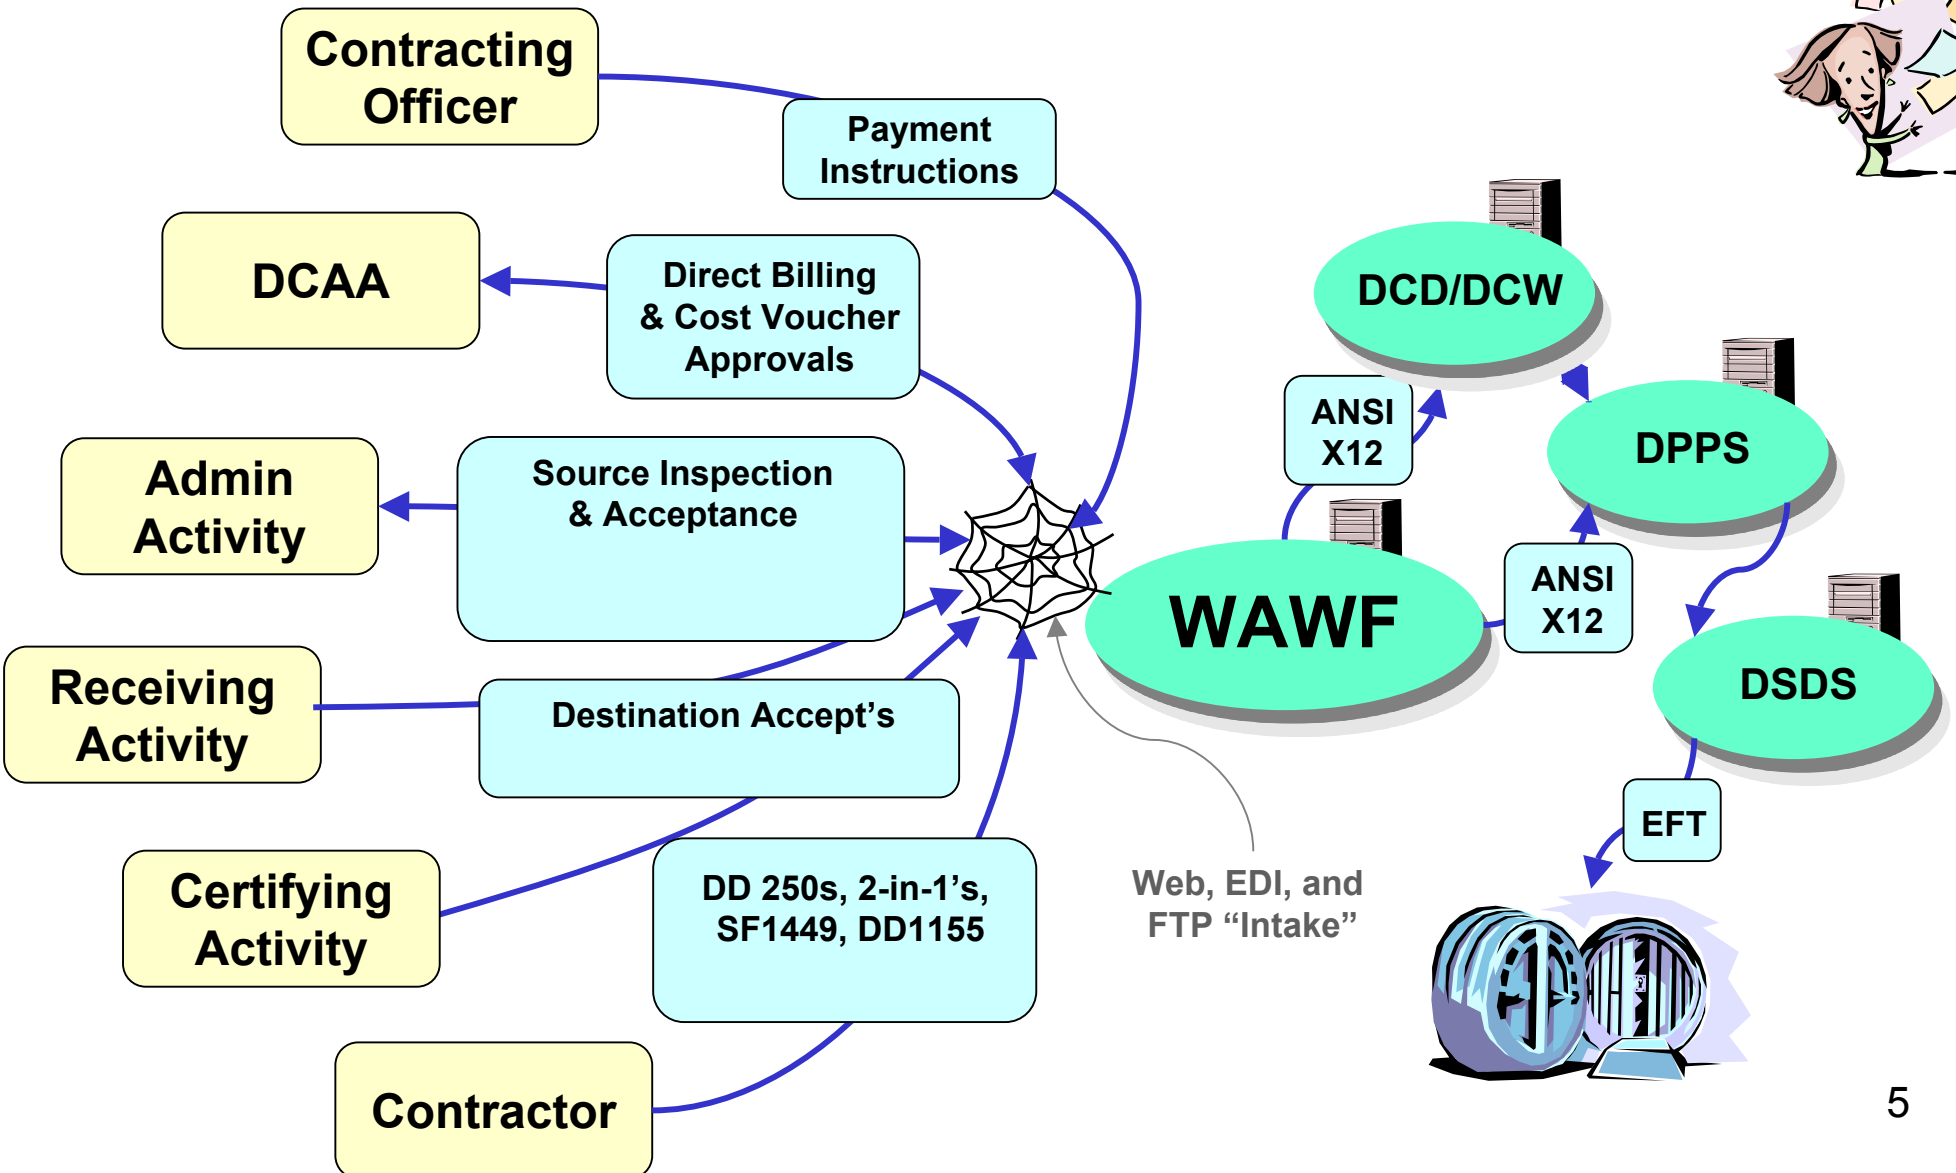 Contracting
Officer
Payment
Instructions
DCAA
Direct Billing
& Cost Voucher
Approvals
DCD/DCW
ANSI
X12
DPPS
Admin
Activity
Source Inspection
& Acceptance
WAWF
ANSI
X12
Receiving
Activity
Destination Accept’s
DSDS
EFT
Certifying
Activity
DD 250s, 2-in-1’s,
SF1449, DD1155
Web, EDI, and
FTP “Intake”
Contractor
5